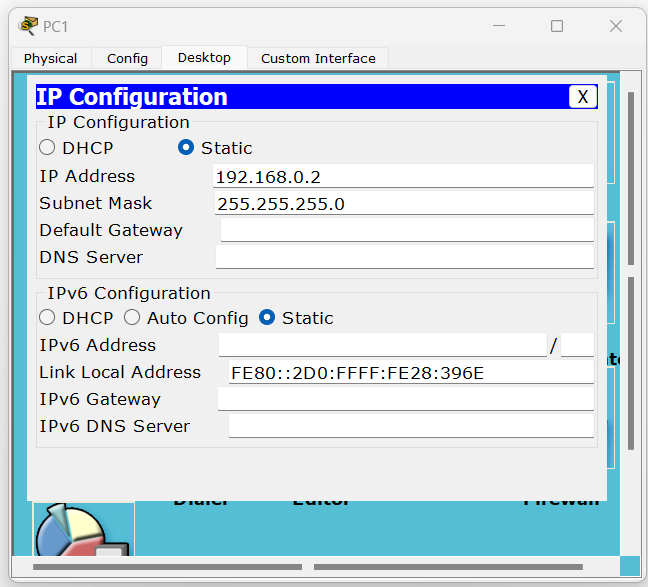 PC1
Physical Config Desktop Custom Interface
IP Configuration X
IP Configuration
DHCP Static
IP Address 192.168.0.2
Subnet Mask 255.255.255.0
Default Gateway
DNS Server
IPv6 Configuration
DHCP Auto Config Static
IPv6 Address /
Link Local Address FE80::2D0:FFFF:FE28:396E
IPv6 Gateway
IPv6 DNS Server
Dialer Editor Firewall